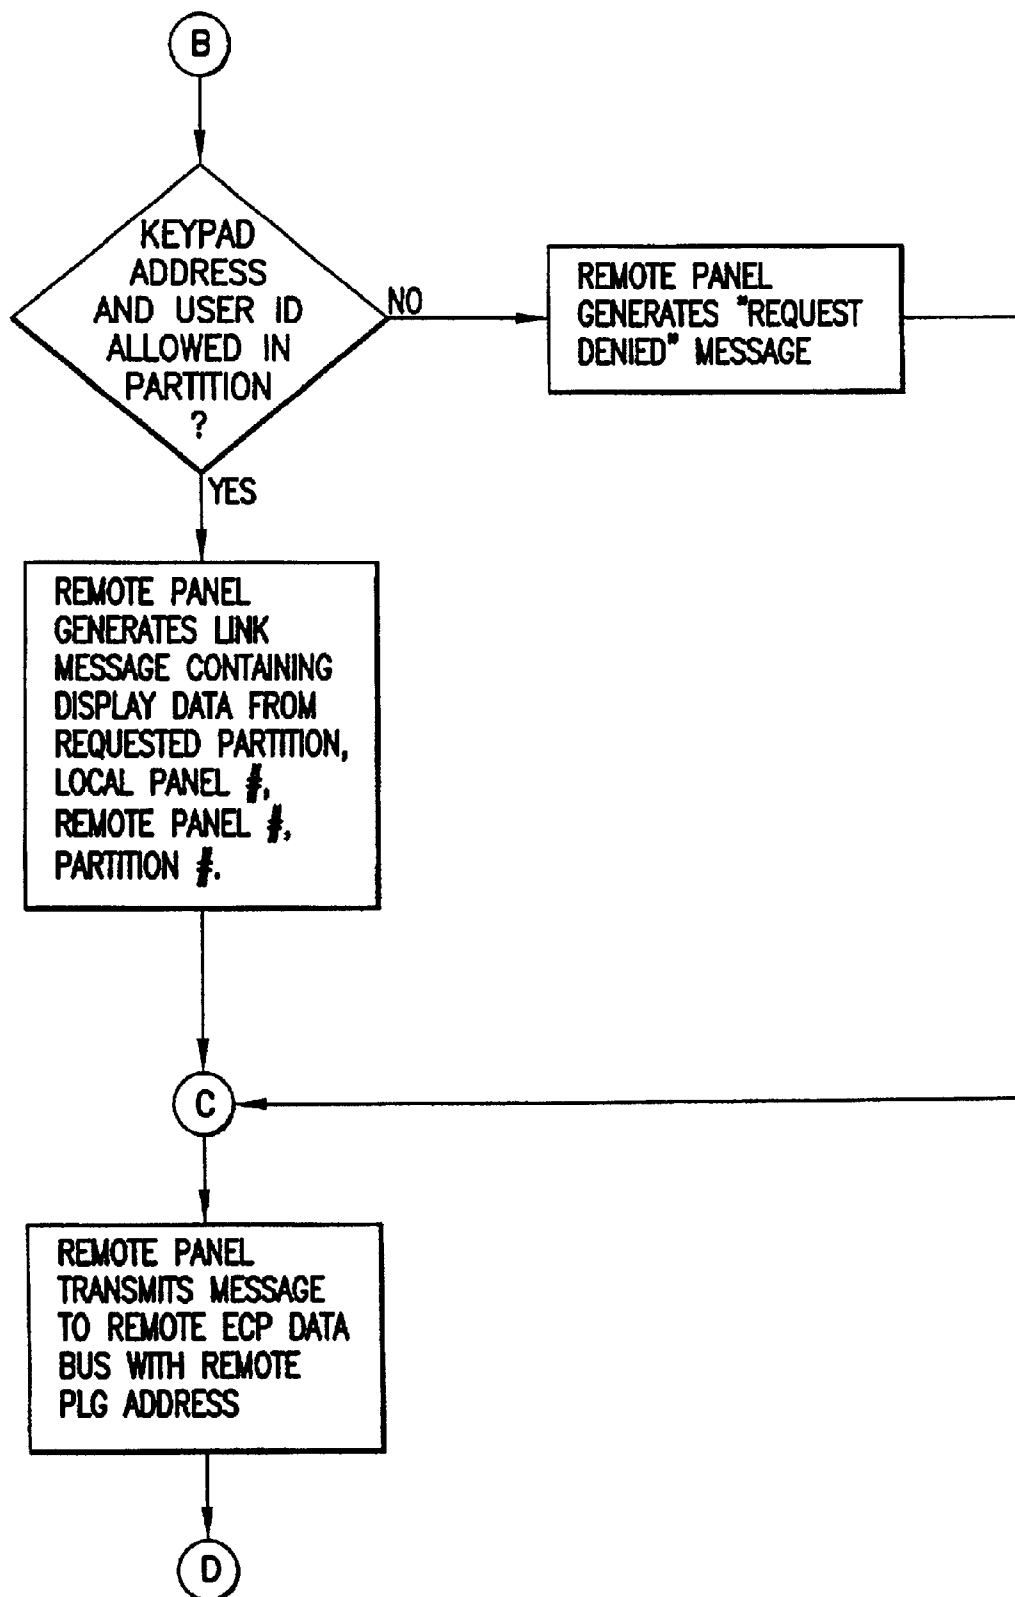 B
KEYPAD
ADDRESS
AND USER ID
ALLOWED IN
PARTITION
?
NO
REMOTE PANEL
GENERATES "REQUEST
DENIED" MESSAGE
YES
REMOTE PANEL
GENERATES LINK
MESSAGE CONTAINING
DISPLAY DATA FROM
REQUESTED PARTITION,
LOCAL PANEL #,
REMOTE PANEL #,
PARTITION #.
C
REMOTE PANEL
TRANSMITS MESSAGE
TO REMOTE ECP DATA
BUS WITH REMOTE
PLG ADDRESS
D